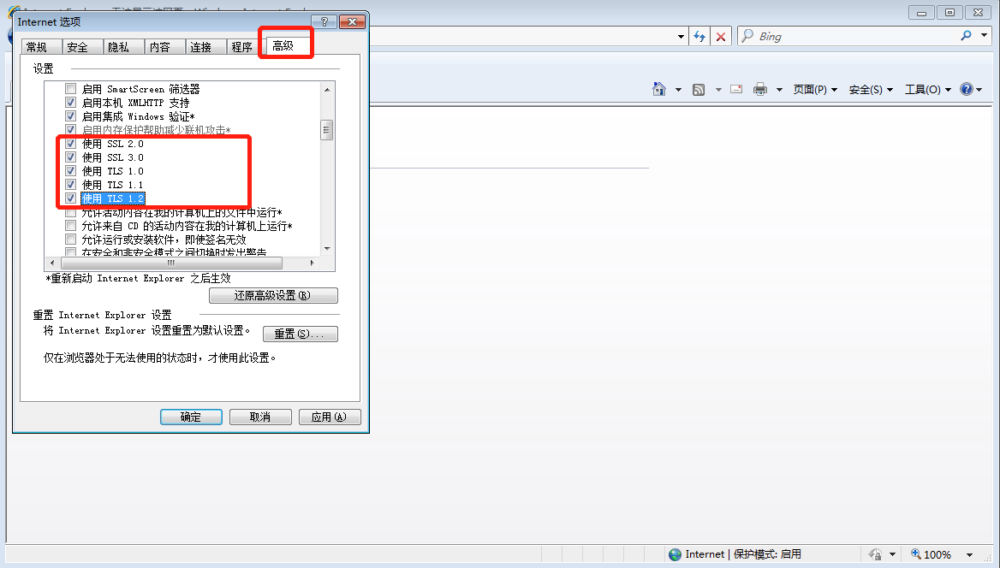 Internet 选项
Bing
常规 安全 隐私 内容 连接 程序 高级
设置
页面(P) 安全(S) 工具(O)
启用 SmartScreen 筛选器
启用本机 XMLHTTP 支持
启用集成 Windows 验证*
启用内存保护帮助减少联机攻击*
使用 SSL 2.0
使用 SSL 3.0
使用 TLS 1.0
使用 TLS 1.1
使用 TLS 1.2
允许活动内容在我的计算机上的文件中运行*
允许来自 CD 的活动内容在我的计算机上运行*
允许运行或安装软件，即使签名无效
在安全和非安全模式之间切换时发出警告
*重新启动 Internet Explorer 之后生效
还原高级设置(R)
重置 Internet Explorer 设置
将 Internet Explorer 设置重置为默认设置。
重置(S)...
仅在浏览器处于无法使用的状态时，才使用此设置。
确定 取消 应用(A)
Internet | 保护模式: 启用
100%